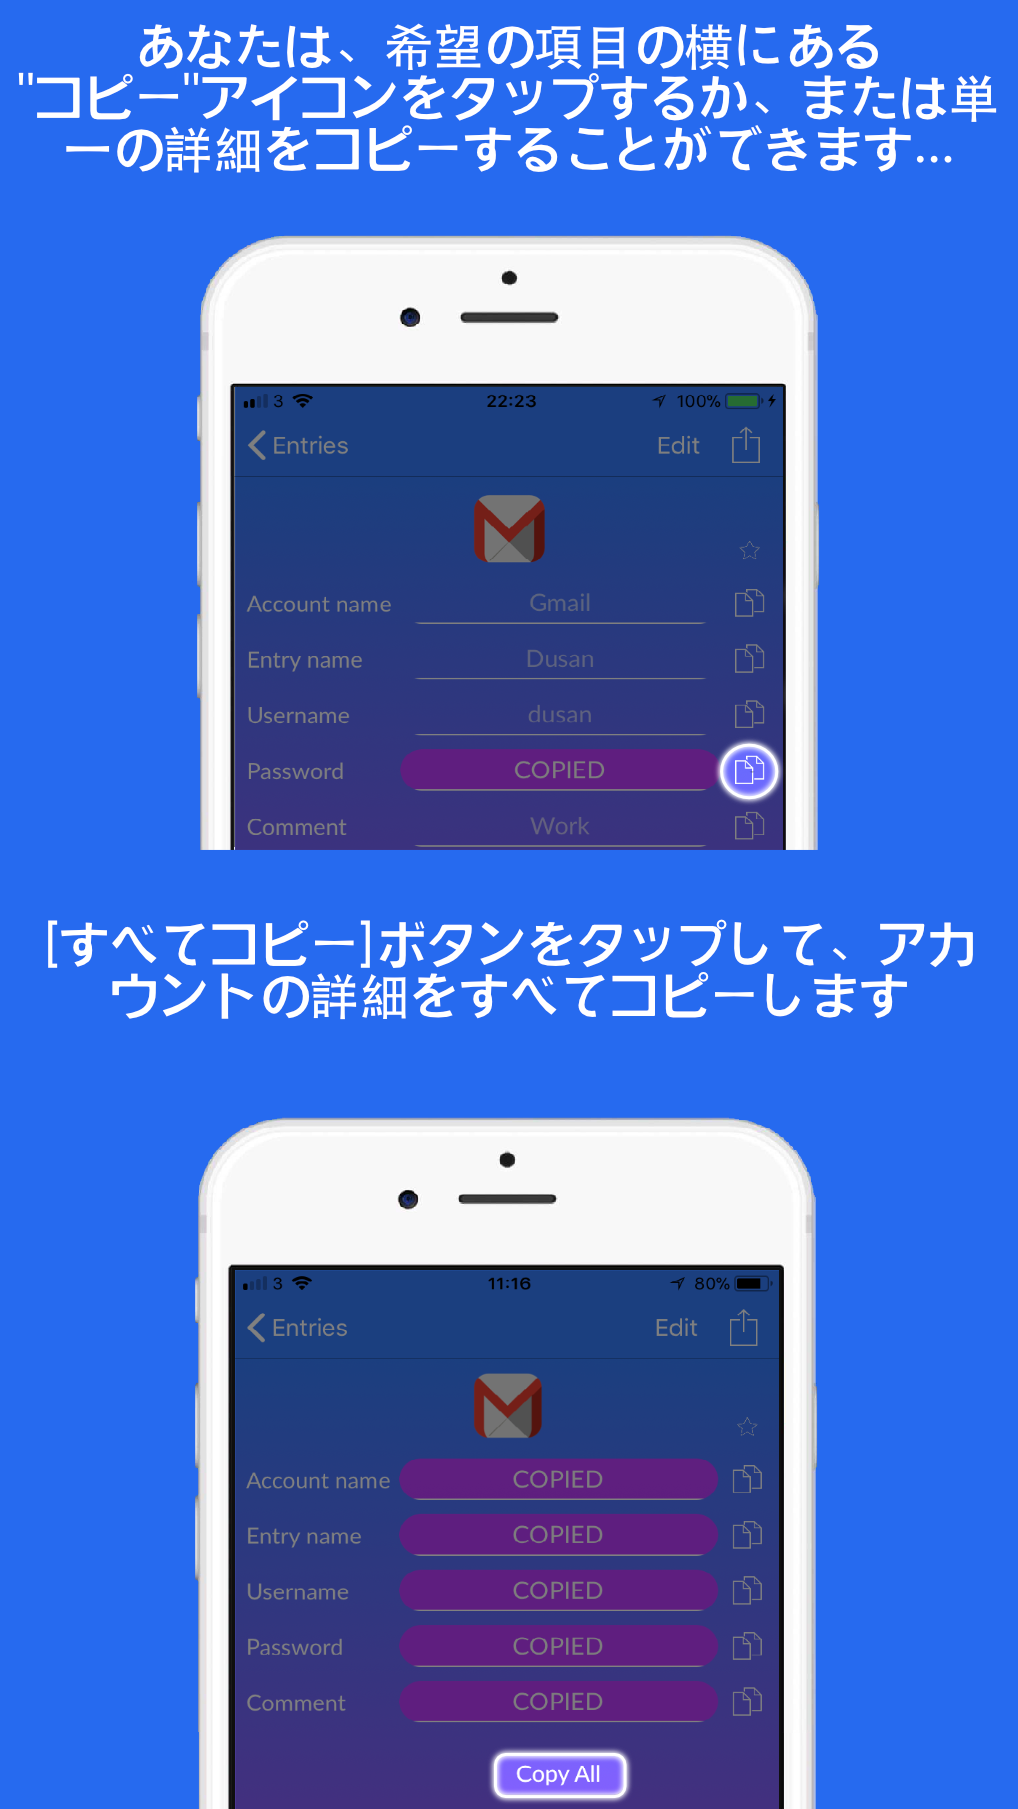 あなたは、希望の項目の横にある
"コピー"アイコンをタップするか、または単
一の詳細をコピーすることができます...
3 22:23 100%
Entries Edit
Account name Gmail
Entry name Dusan
Username dusan
Password COPIED
Comment Work
[すべてコピー]ボタンをタップして、アカ
ウントの詳細をすべてコピーします
3 11:16 80%
Entries Edit
Account name COPIED
Entry name COPIED
Username COPIED
Password COPIED
Comment COPIED
Copy All